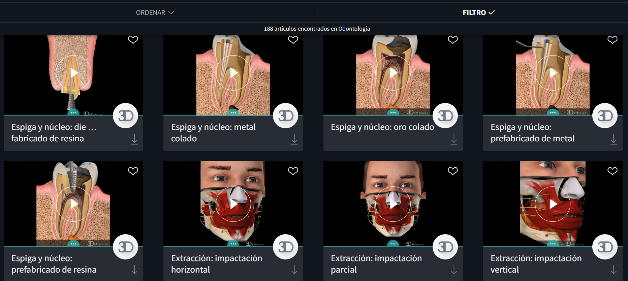 ORDENAR
FILTRO
188 artículos encontrados en Odontología
3D
3D
3D
3D
Espiga y núcleo: die …
fabricado de resina
Espiga y núcleo: metal
colado
Espiga y núcleo: oro colado
Espiga y núcleo:
prefabricado de metal
3D
3D
3D
3D
Espiga y núcleo:
prefabricado de resina
Extracción: impactación
horizontal
Extracción: impactación
parcial
Extracción: impactación
vertical